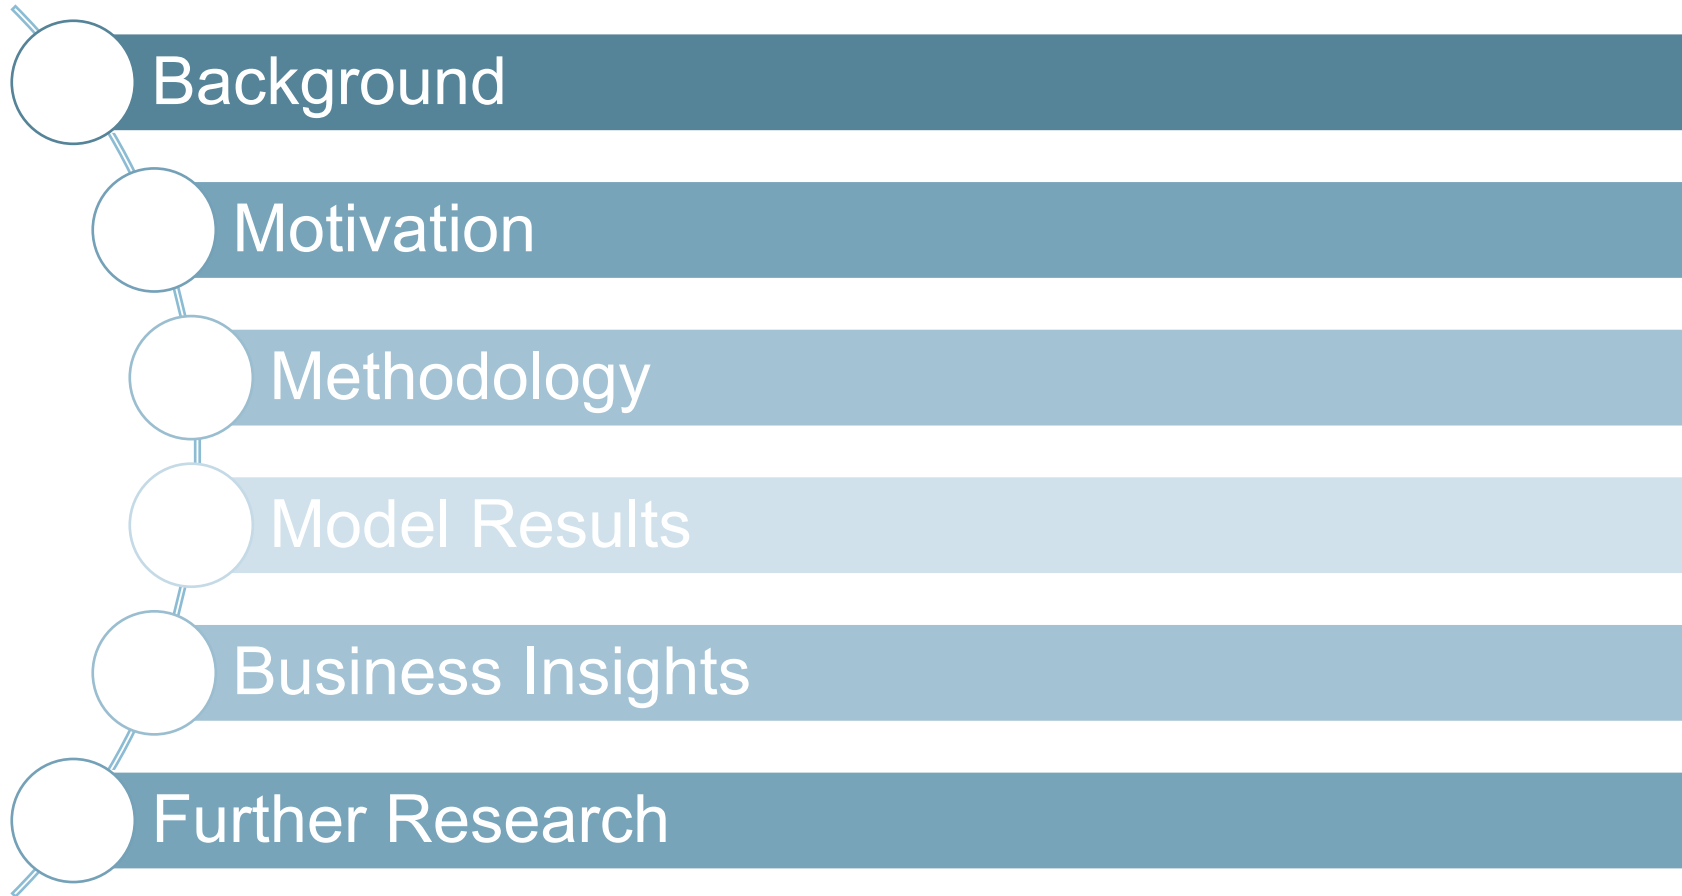 Background
Motivation
Methodology
Model Results
Business Insights
Further Research